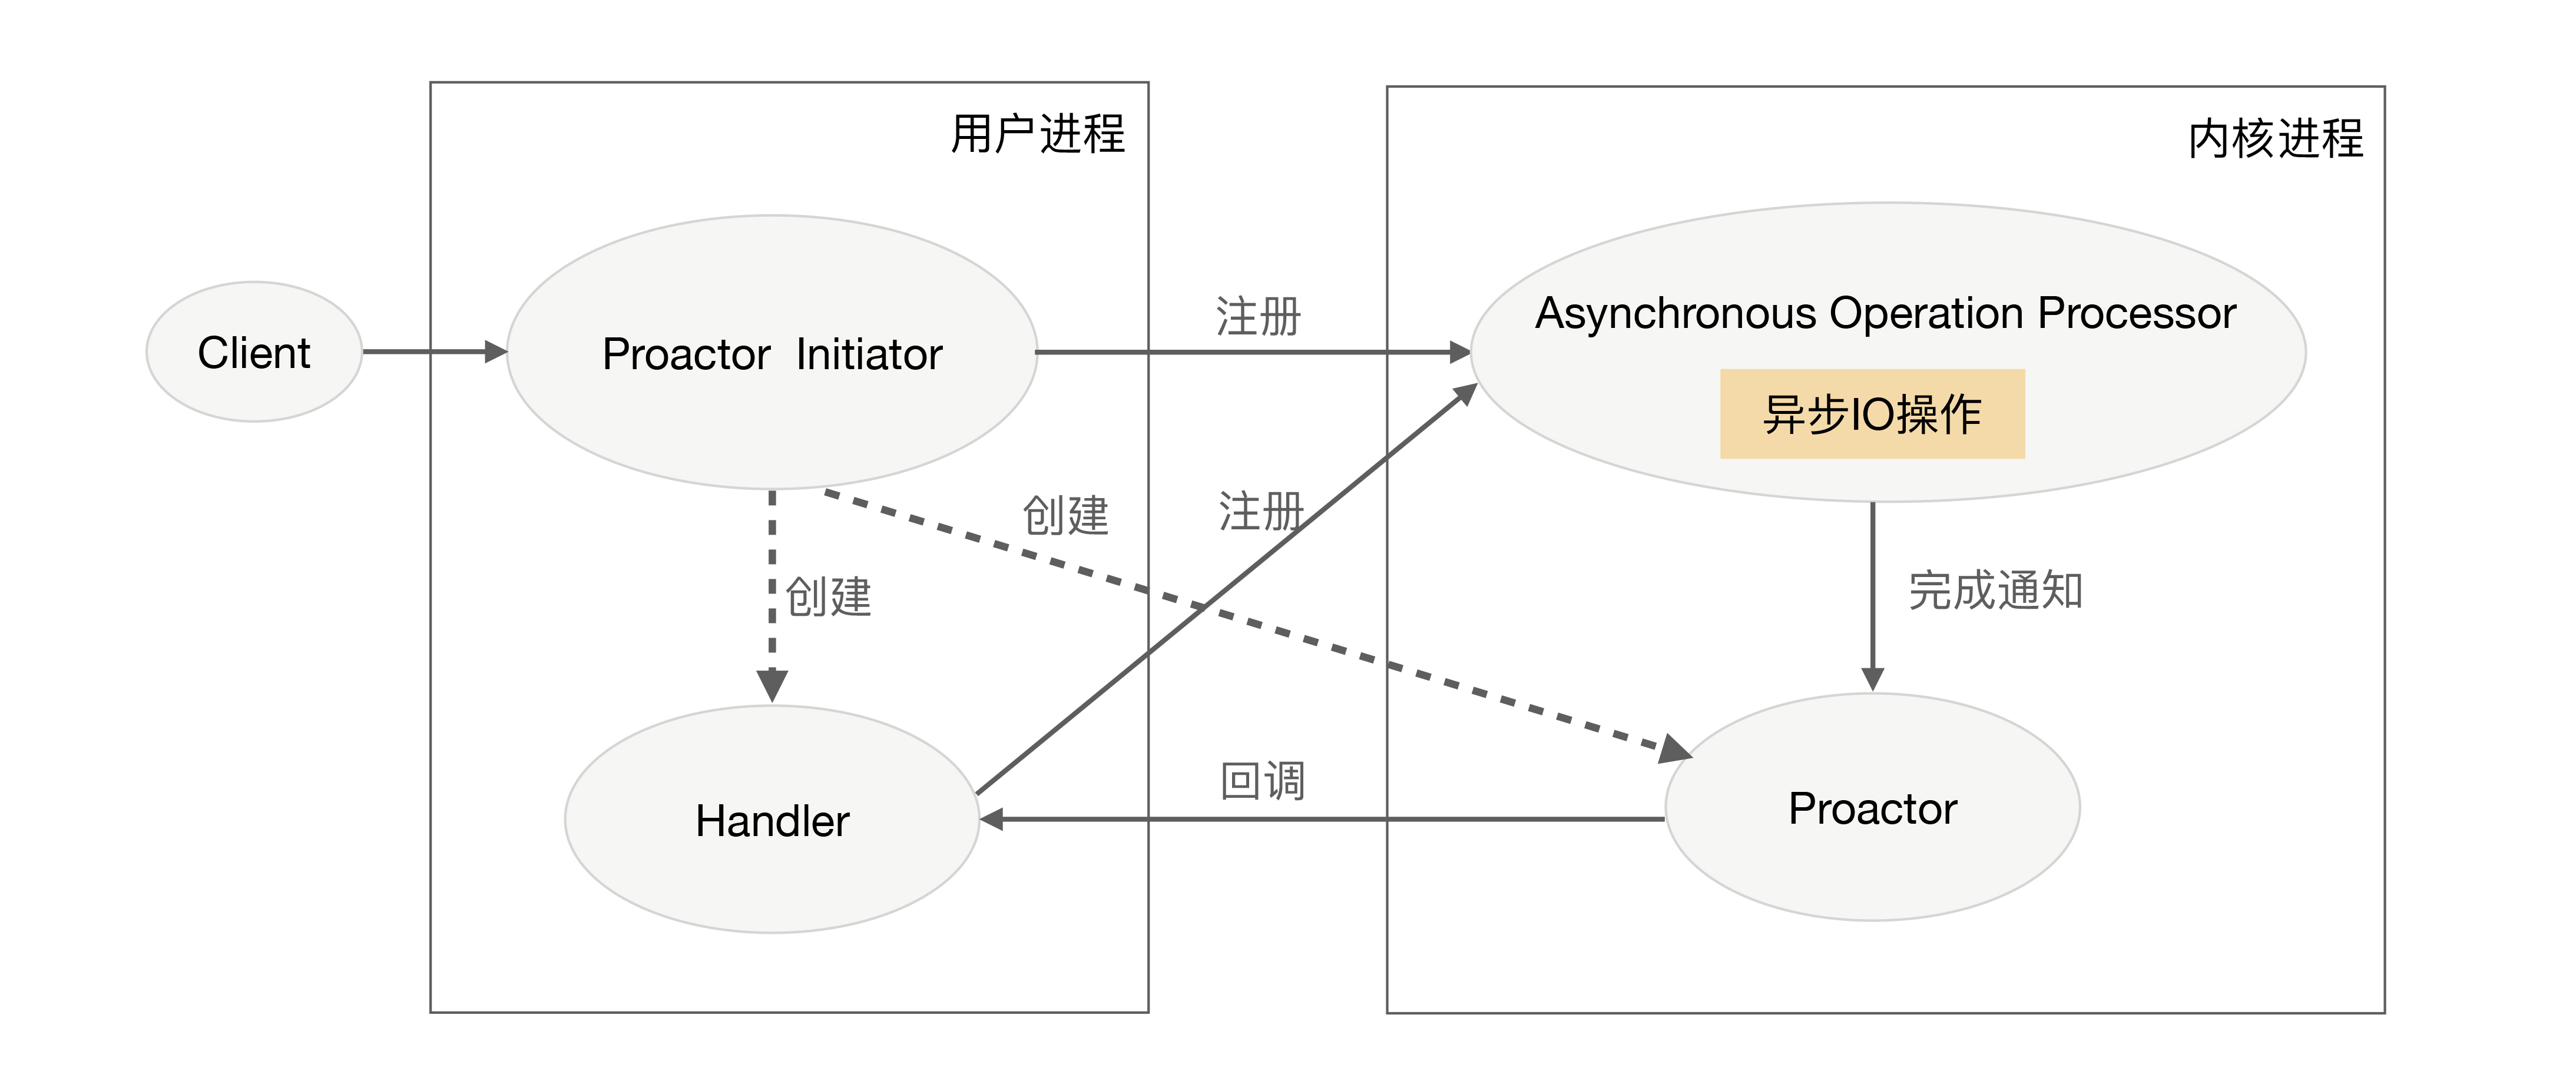 用户进程
内核进程
Client
Proactor Initiator
注册
Asynchronous Operation Processor
异步IO操作
创建
注册
创建
完成通知
回调
Handler
Proactor